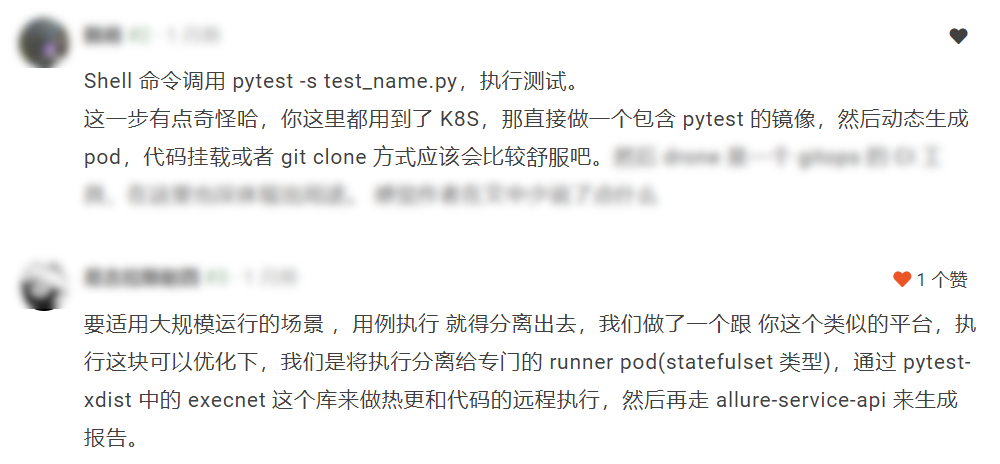 Shell 命令调用 pytest -s test_name.py，执行测试。
这一步有点奇怪哈，你这里都用到了 K8S，那直接做一个包含 pytest 的镜像，然后动态生成
pod，代码挂载或者 git clone 方式应该会比较舒服吧。
1 个赞
要适用大规模运行的场景 ，用例执行 就得分离出去，我们做了一个跟 你这个类似的平台，执
行这块可以优化下，我们是将执行分离给专门的 runner pod(statefulset 类型)，通过 pytest-
xdist 中的 execnet 这个库来做热更和代码的远程执行，然后再走 allure-service-api 来生成
报告。